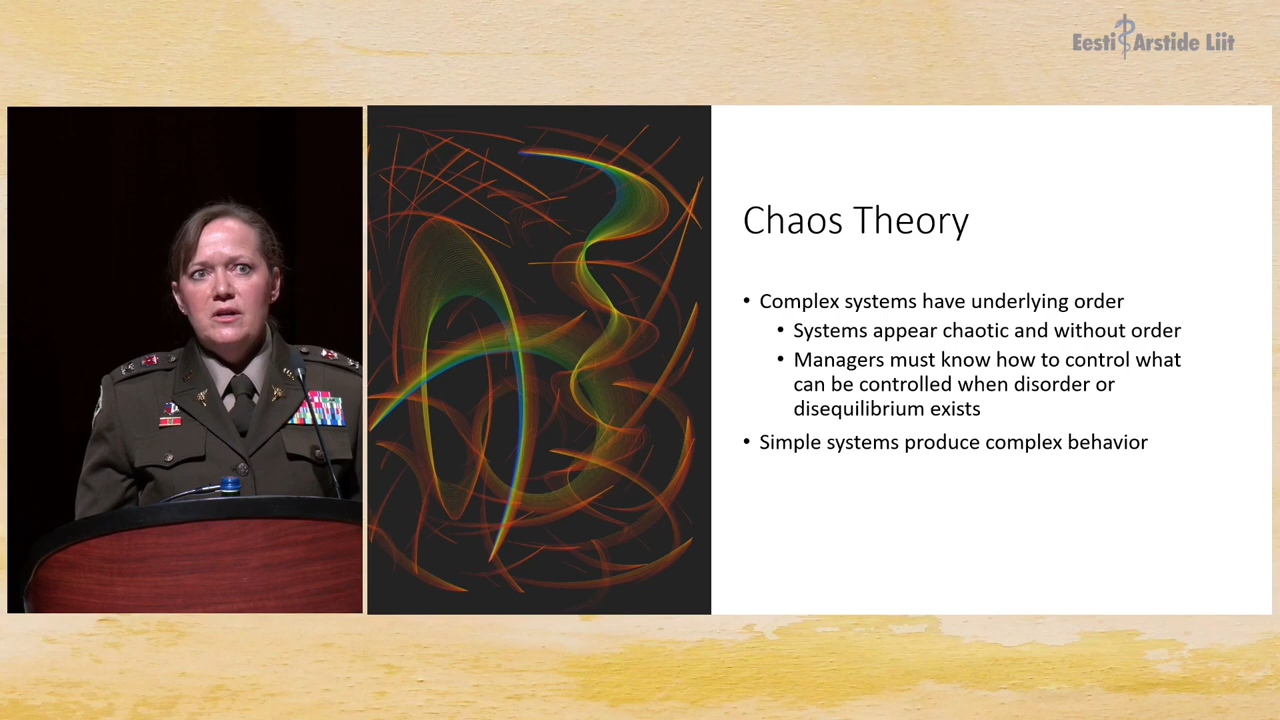 Eesti Arstide Liit
Chaos Theory
• Complex systems have underlying order
• Systems appear chaotic and without order
• Managers must know how to control what
can be controlled when disorder or
disequilibrium exists
• Simple systems produce complex behavior